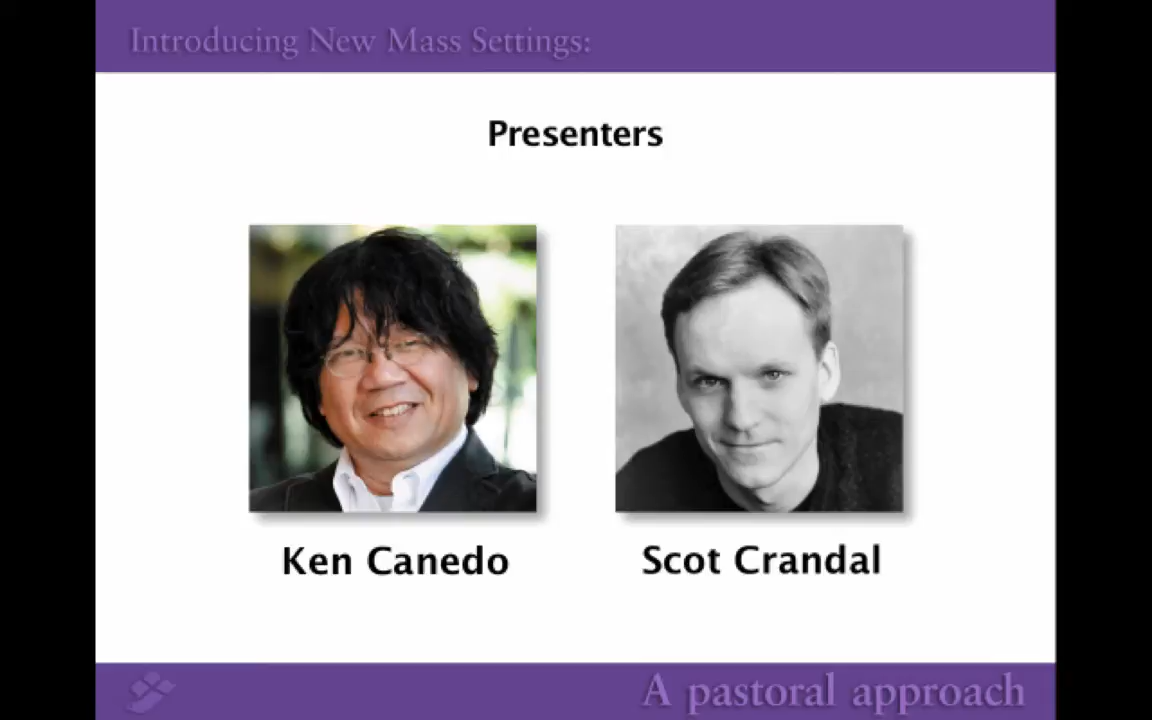 Introducing New Mass Settings:
Presenters
Ken Canedo
Scot Crandal
A pastoral approach